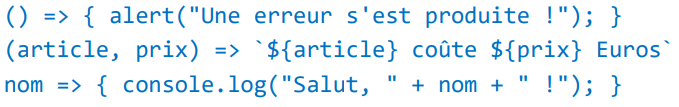 () => { alert("Une erreur s'est produite !"); }
(article, prix) => `${article} coûte ${prix} Euros`
nom => { console.log("Salut, " + nom + " !"); }